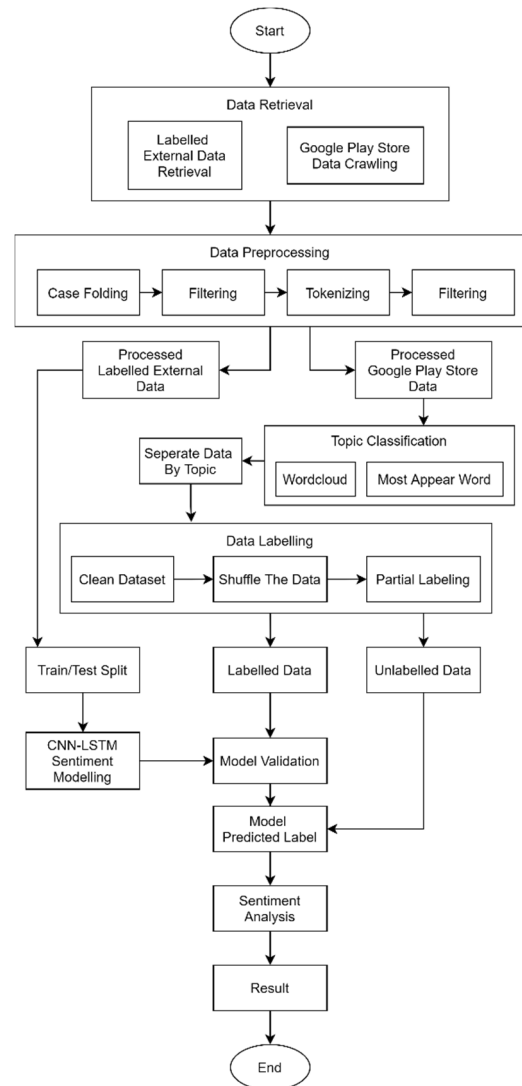 Start
Data Retrieval
Labelled
External Data
Retrieval
Google Play Store
Data Crawling
Data Preprocessing
Case Folding
Filtering
Tokenizing
Filtering
Processed
Labelled External
Data
Processed
Google Play Store
Data
Topic Classification
Wordcloud
Most Appear Word
Seperate Data
By Topic
Data Labelling
Clean Dataset
Shuffle The Data
Partial Labeling
Train/Test Split
Labelled Data
Unlabelled Data
CNN-LSTM
Sentiment
Modelling
Model Validation
Model
Predicted Label
Sentiment
Analysis
Result
End